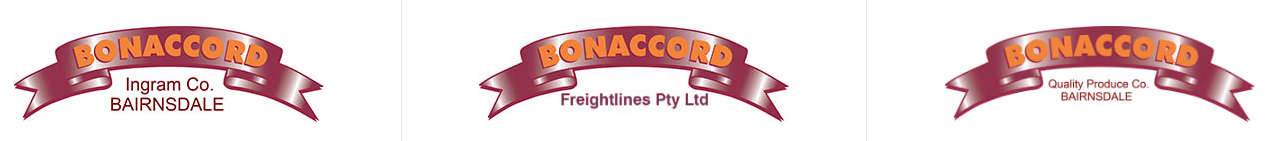 BONACCORD
Ingram Co.
BAIRNSDALE
BONACCORD
Freightlines Pty Ltd
BONACCORD
Quality Produce Co.
BAIRNSDALE